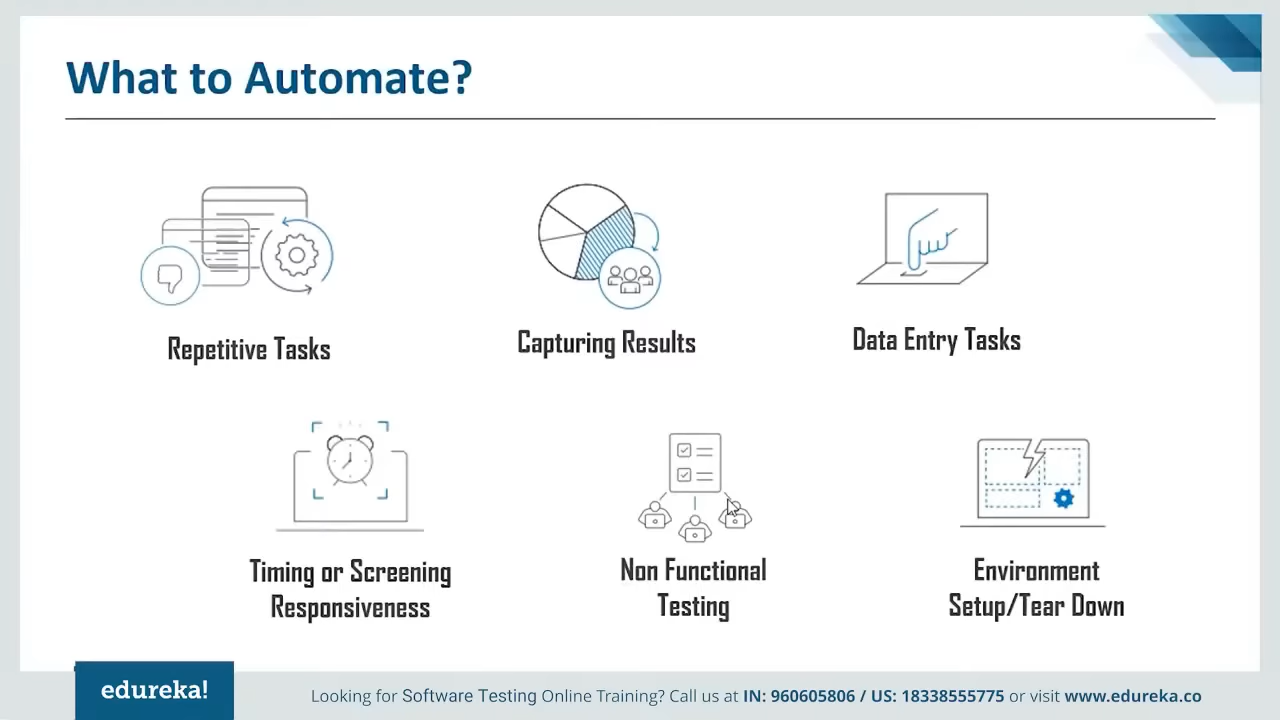 What to Automate?
Repetitive Tasks
Capturing Results
Data Entry Tasks
Timing or Screening
Responsiveness
Non Functional
Testing
Environment
Setup/Tear Down
edureka!
Looking for Software Testing Online Training? Call us at IN: 960605806 / US: 18338555775 or visit www.edureka.co